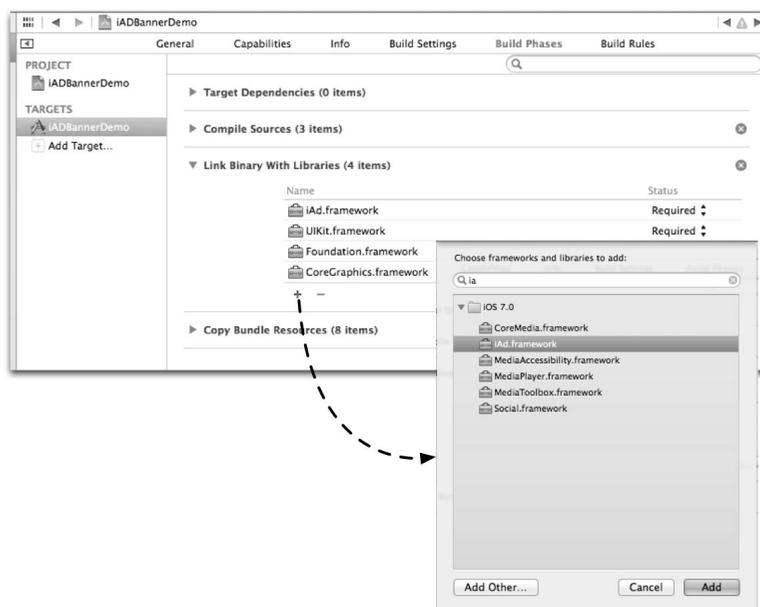 iADBannerDemo
General Capabilities Info Build Settings Build Phases Build Rules
PROJECT
iADBannerDemo
TARGETS
iADBannerDemo
Add Target...
Target Dependencies (0 items)
Compile Sources (3 items)
Link Binary With Libraries (4 items)
Name Status
iAd.framework Required
UIKit.framework Required
Foundation.framework
CoreGraphics.framework
+ −
Copy Bundle Resources (8 items)
Choose frameworks and libraries to add:
ia
iOS 7.0
CoreMedia.framework
iAd.framework
MediaAccessibility.framework
MediaPlayer.framework
MediaToolbox.framework
Social.framework
Add Other... Cancel Add